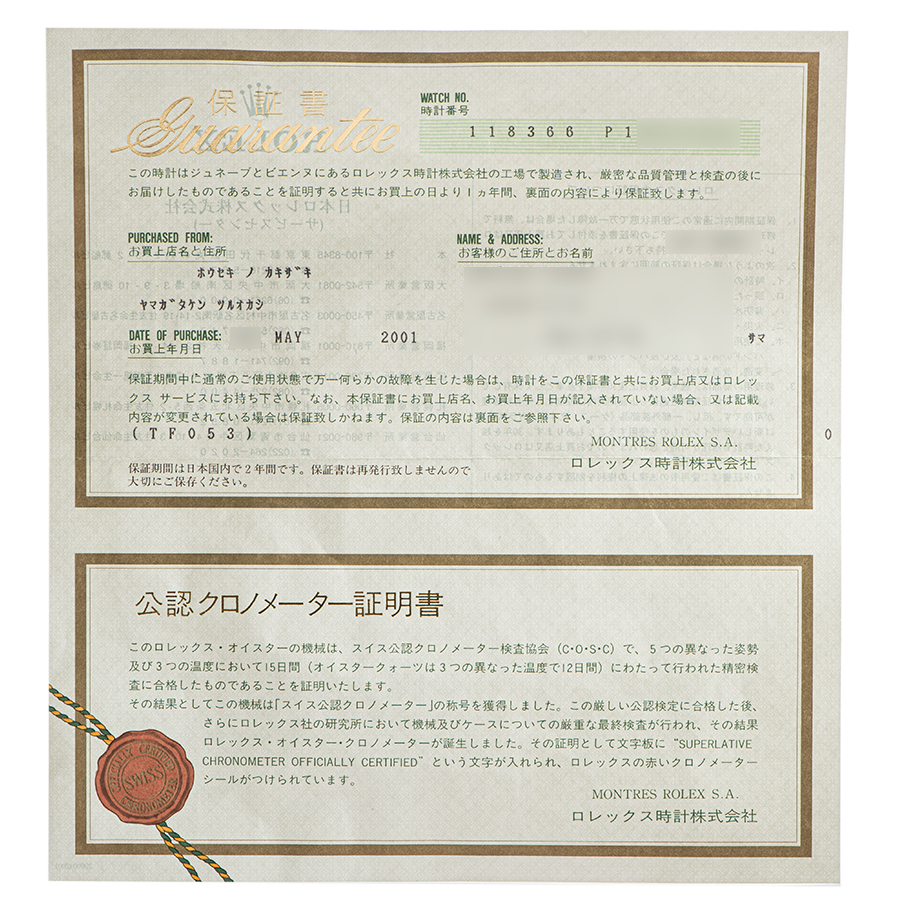 保証書
Guarantee
WATCH NO.
時計番号
118366 P1
この時計はジュネーブとビエンヌにあるロレックス時計株式会社の工場で製造され、厳密な品質管理と検査の後に
お届けしたものであることを証明すると共にお買上の日より1ヵ年間、裏面の内容により保証致します。
PURCHASED FROM:
お買上店名と住所
ホウセキ ノ カキザキ
ヤマガタケン ツルオカシ
NAME & ADDRESS:
お客様のご住所とお名前
サマ
DATE OF PURCHASE: MAY 2001
お買上年月日
保証期間中に通常のご使用状態で万一何らかの故障を生じた場合は、時計をこの保証書と共にお買上店又はロレッ
クス サービスにお持ち下さい。なお、本保証書にお買上店名、お買上年月日が記入されていない場合、又は記載
内容が変更されている場合は保証致しかねます。保証の内容は裏面をご参照下さい。
(TF053)
MONTRES ROLEX S.A.
ロレックス時計株式会社
0
保証期間は日本国内で2年間です。保証書は再発行致しませんので
大切にご保存ください。
公認クロノメーター証明書
このロレックス・オイスターの機械は、スイス公認クロノメーター検査協会(C・O・S・C)で、5つの異なった姿勢
及び3つの温度において15日間(オイスタークォーツは3つの異なった温度で12日間)にわたって行われた精密検
査に合格したものであることを証明いたします。
その結果としてこの機械は「スイス公認クロノメーター」の称号を獲得しました。この厳しい公認検定に合格した後、
さらにロレックス社の研究所において機械及びケースについての厳重な最終検査が行われ、その結果
ロレックス・オイスター・クロノメーターが誕生しました。その証明として文字板に "SUPERLATIVE
CHRONOMETER OFFICIALLY CERTIFIED" という文字が入れられ、ロレックスの赤いクロノメーター
シールがつけられています。
MONTRES ROLEX S.A.
ロレックス時計株式会社
OFFICIALLY CERTIFIED
SWISS
CHRONOMETER